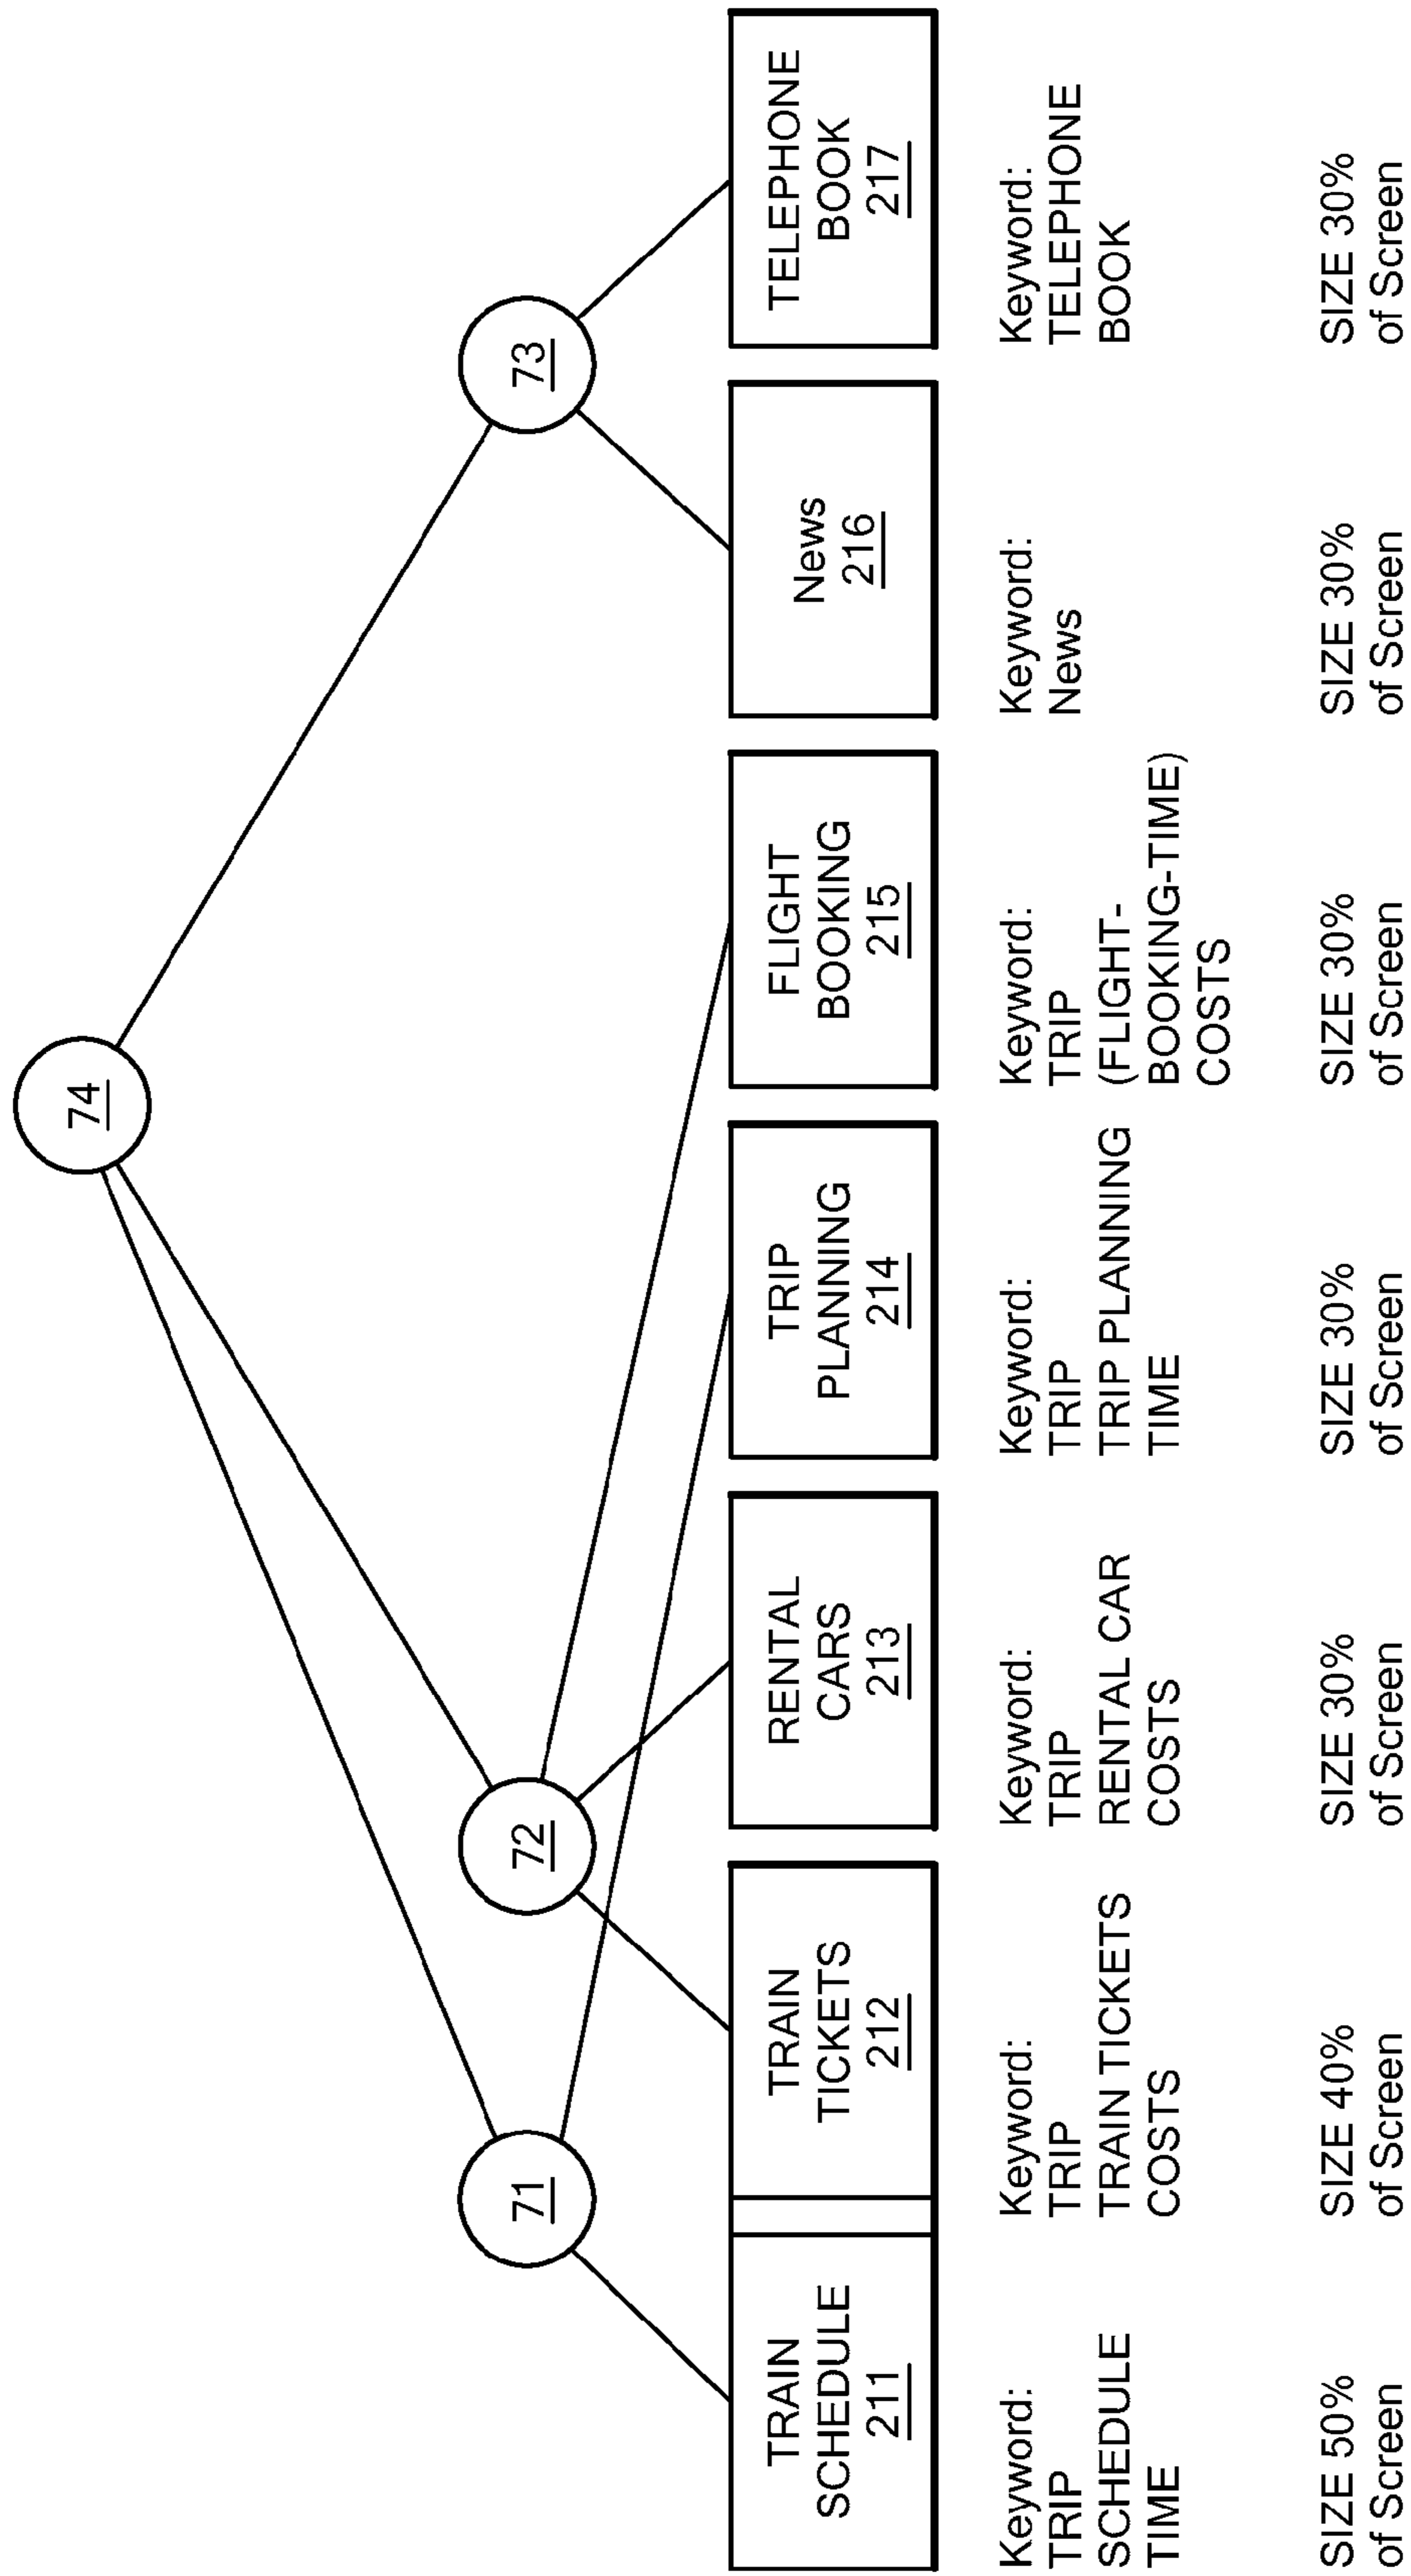 74
71
72
73
TRAIN
SCHEDULE
211
TRAIN
TICKETS
212
RENTAL
CARS
213
TRIP
PLANNING
214
FLIGHT
BOOKING
215
News
216
TELEPHONE
BOOK
217
Keyword:
TRIP
SCHEDULE
TIME
Keyword:
TRIP
TRAIN TICKETS
COSTS
Keyword:
TRIP
RENTAL CAR
COSTS
Keyword:
TRIP
TRIP PLANNING
TIME
Keyword:
TRIP
(FLIGHT-
BOOKING-TIME)
COSTS
Keyword:
News
Keyword:
TELEPHONE
BOOK
SIZE 50%
of Screen
SIZE 40%
of Screen
SIZE 30%
of Screen
SIZE 30%
of Screen
SIZE 30%
of Screen
SIZE 30%
of Screen
SIZE 30%
of Screen